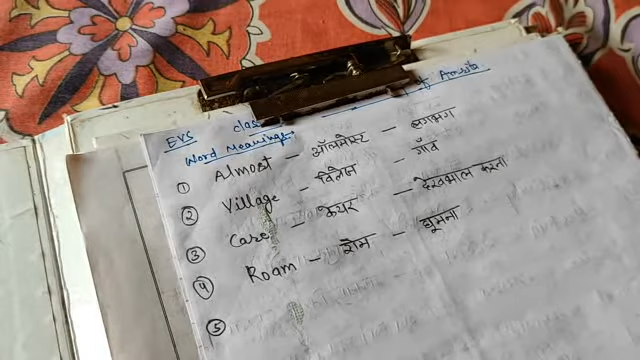 EVS class Amrita
Word Meanings
① Almost – ऑलमोस्ट – लगभग
② Village – विलेज – गाँव
③ Care – केयर – देखभाल करना
④ Roam – रोम – घूमना
⑤